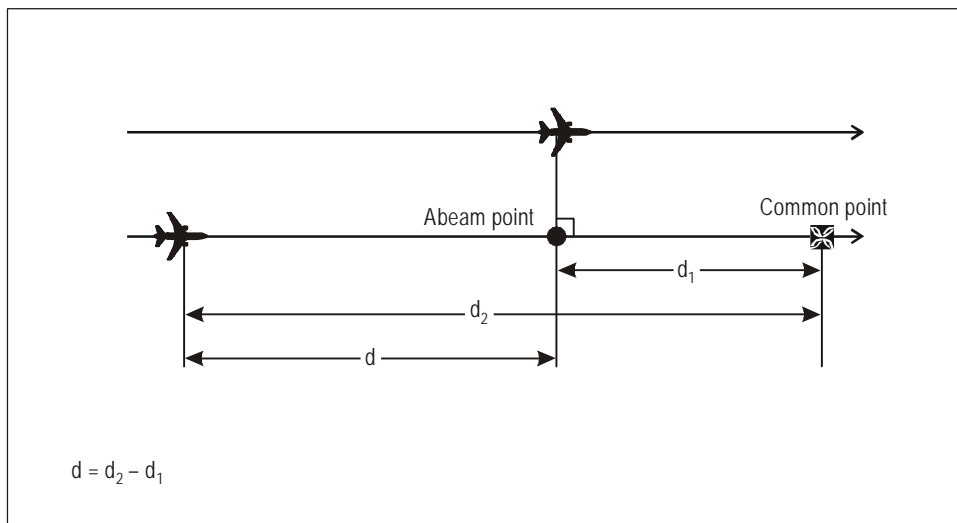 Abeam point
Common point
d₁
d₂
d
d = d₂ – d₁